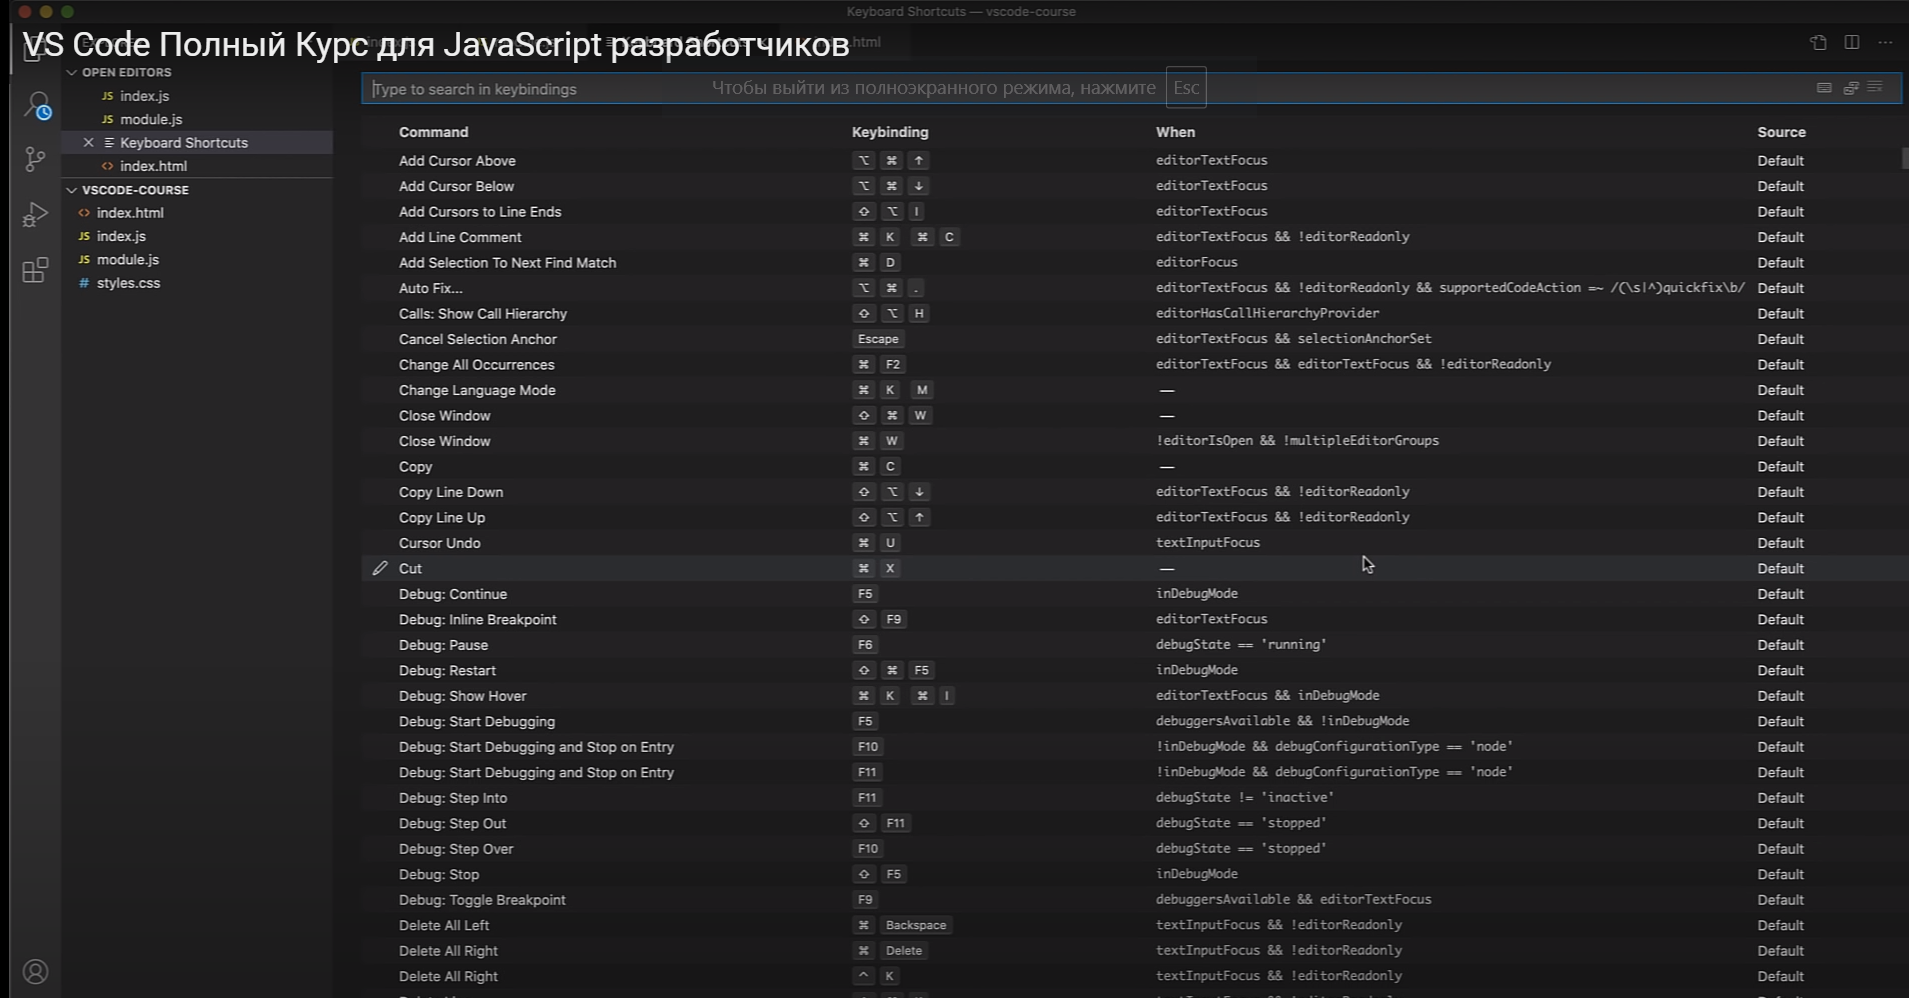 Keyboard Shortcuts — vscode-course
VS Code Полный Курс для JavaScript разработчиков
OPEN EDITORS
JS index.js
JS module.js
Keyboard Shortcuts
<> index.html
VSCODE-COURSE
<> index.html
JS index.js
JS module.js
# styles.css
Type to search in keybindings
Чтобы выйти из полноэкранного режима, нажмите Esc
Command Keybinding When Source
Add Cursor Above ⌥ ⌘ ↑ editorTextFocus Default
Add Cursor Below ⌥ ⌘ ↓ editorTextFocus Default
Add Cursors to Line Ends ⇧ ⌥ I editorTextFocus Default
Add Line Comment ⌘ K ⌘ C editorTextFocus && !editorReadonly Default
Add Selection To Next Find Match ⌘ D editorFocus Default
Auto Fix... ⌥ ⌘ . editorTextFocus && !editorReadonly && supportedCodeAction =~ /(\s|^)quickfix\b/ Default
Calls: Show Call Hierarchy ⇧ ⌥ H editorHasCallHierarchyProvider Default
Cancel Selection Anchor Escape editorTextFocus && selectionAnchorSet Default
Change All Occurrences ⌘ F2 editorTextFocus && editorTextFocus && !editorReadonly Default
Change Language Mode ⌘ K M — Default
Close Window ⇧ ⌘ W — Default
Close Window ⌘ W !editorIsOpen && !multipleEditorGroups Default
Copy ⌘ C — Default
Copy Line Down ⇧ ⌥ ↓ editorTextFocus && !editorReadonly Default
Copy Line Up ⇧ ⌥ ↑ editorTextFocus && !editorReadonly Default
Cursor Undo ⌘ U textInputFocus Default
Cut ⌘ X — Default
Debug: Continue F5 inDebugMode Default
Debug: Inline Breakpoint ⇧ F9 editorTextFocus Default
Debug: Pause F6 debugState == 'running' Default
Debug: Restart ⇧ ⌘ F5 inDebugMode Default
Debug: Show Hover ⌘ K ⌘ I editorTextFocus && inDebugMode Default
Debug: Start Debugging F5 debuggersAvailable && !inDebugMode Default
Debug: Start Debugging and Stop on Entry F10 !inDebugMode && debugConfigurationType == 'node' Default
Debug: Start Debugging and Stop on Entry F11 !inDebugMode && debugConfigurationType == 'node' Default
Debug: Step Into F11 debugState != 'inactive' Default
Debug: Step Out ⇧ F11 debugState == 'stopped' Default
Debug: Step Over F10 debugState == 'stopped' Default
Debug: Stop ⇧ F5 inDebugMode Default
Debug: Toggle Breakpoint F9 debuggersAvailable && editorTextFocus Default
Delete All Left ⌘ Backspace textInputFocus && !editorReadonly Default
Delete All Right ⌘ Delete textInputFocus && !editorReadonly Default
Delete All Right ^ K textInputFocus && !editorReadonly Default